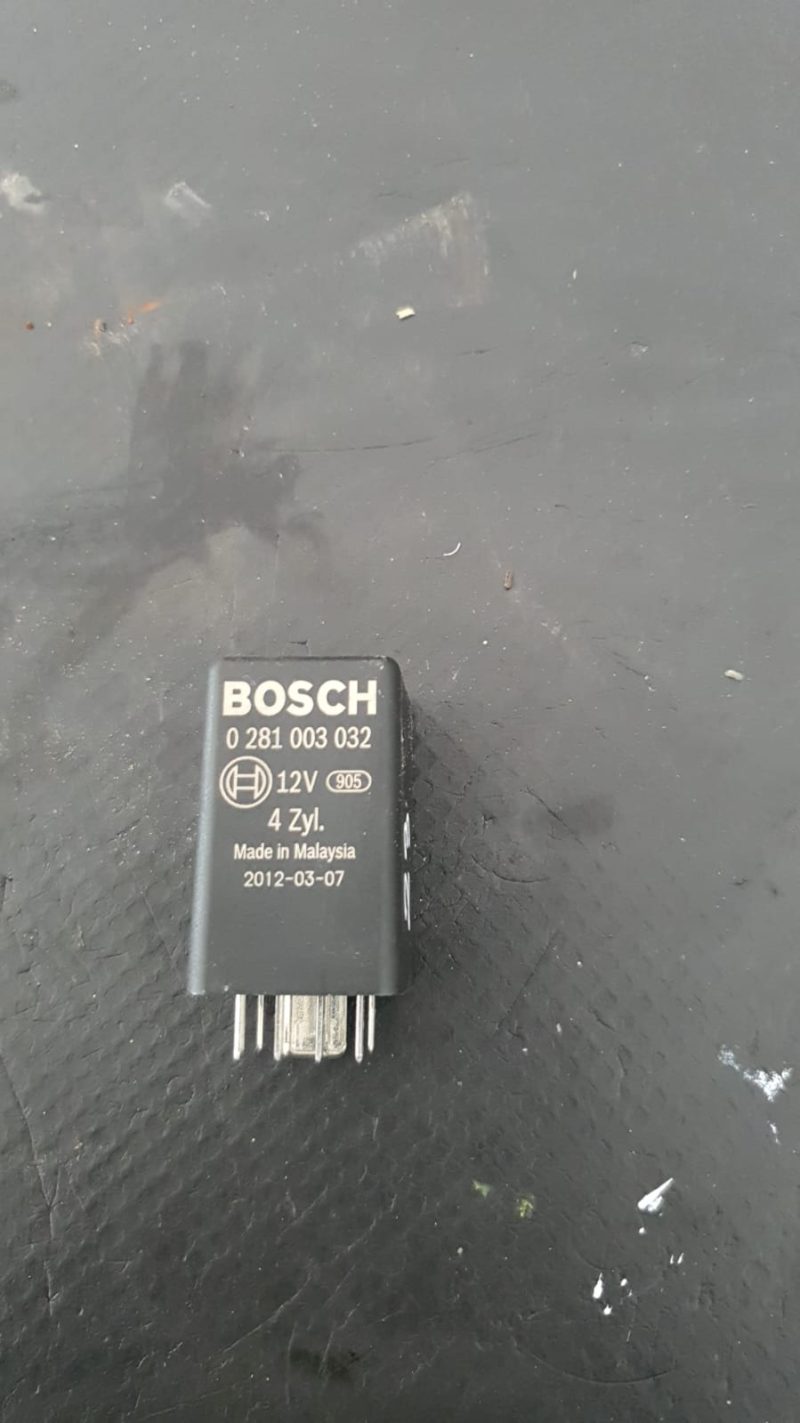 BOSCH
0 281 003 032
12V 905
4 Zyl.
Made in Malaysia
2012-03-07